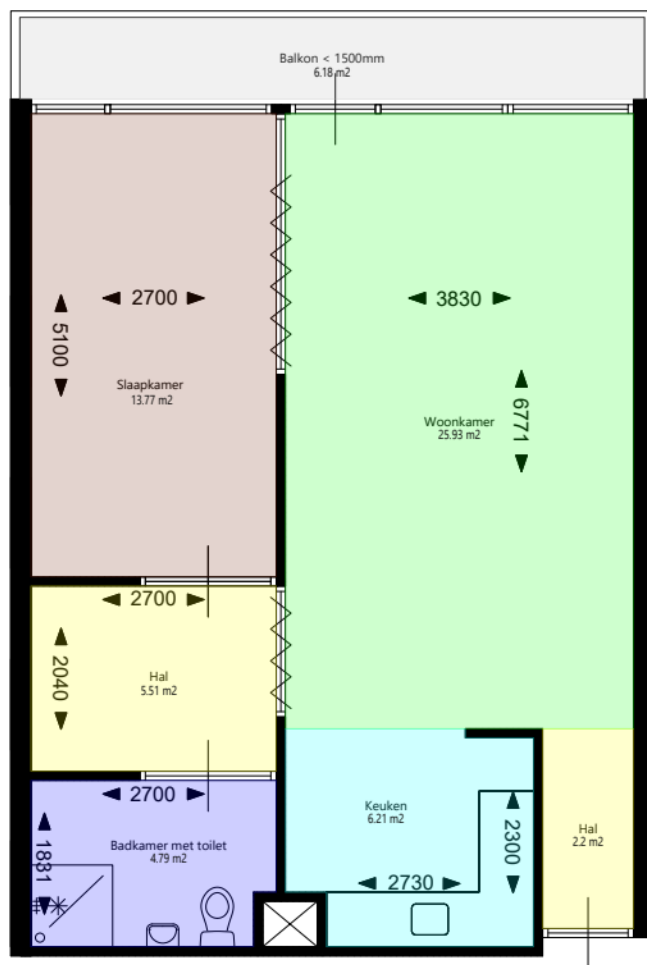 Balkon < 1500mm
6.18 m2
2700
3830
5100
Slaapkamer
13.77 m2
6771
Woonkamer
25.93 m2
2700
2040
Hal
5.51 m2
2700
Keuken
6.21 m2
1831
Badkamer met toilet
4.79 m2
2300
Hal
2.2 m2
2730